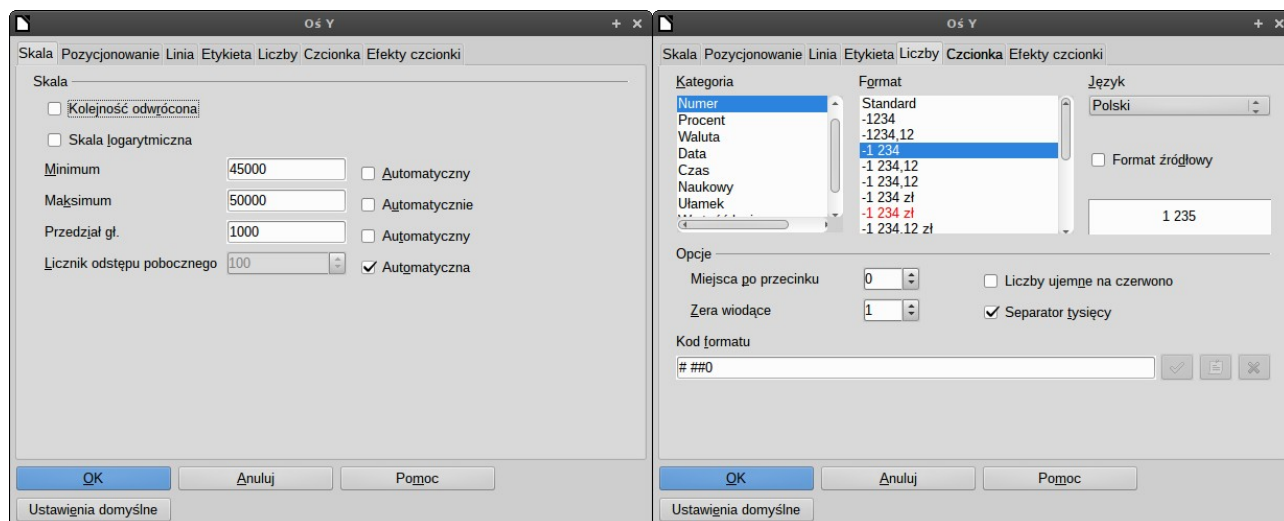 Oś Y
Skala Pozycjonowanie Linia Etykieta Liczby Czcionka Efekty czcionki
Skala
Kolejność odwrócona
Skala logarytmiczna
Minimum 45000 Automatyczny
Maksimum 50000 Automatycznie
Przedział gł. 1000 Automatyczny
Licznik odstępu pobocznego 100 Automatyczna
OK Anuluj Pomoc
Ustawienia domyślne
Oś Y
Skala Pozycjonowanie Linia Etykieta Liczby Czcionka Efekty czcionki
Kategoria Format Język
Numer Standard Polski
Procent -1234
Waluta -1234,12
Data -1 234
Czas -1 234,12 Format źródłowy
Naukowy -1 234,12
Ułamek -1 234 zł
-1 234 zł 1 235
-1 234,12 zł
Opcje
Miejsca po przecinku 0 Liczby ujemne na czerwono
Zera wiodące 1 Separator tysięcy
Kod formatu
# ##0
OK Anuluj Pomoc
Ustawienia domyślne